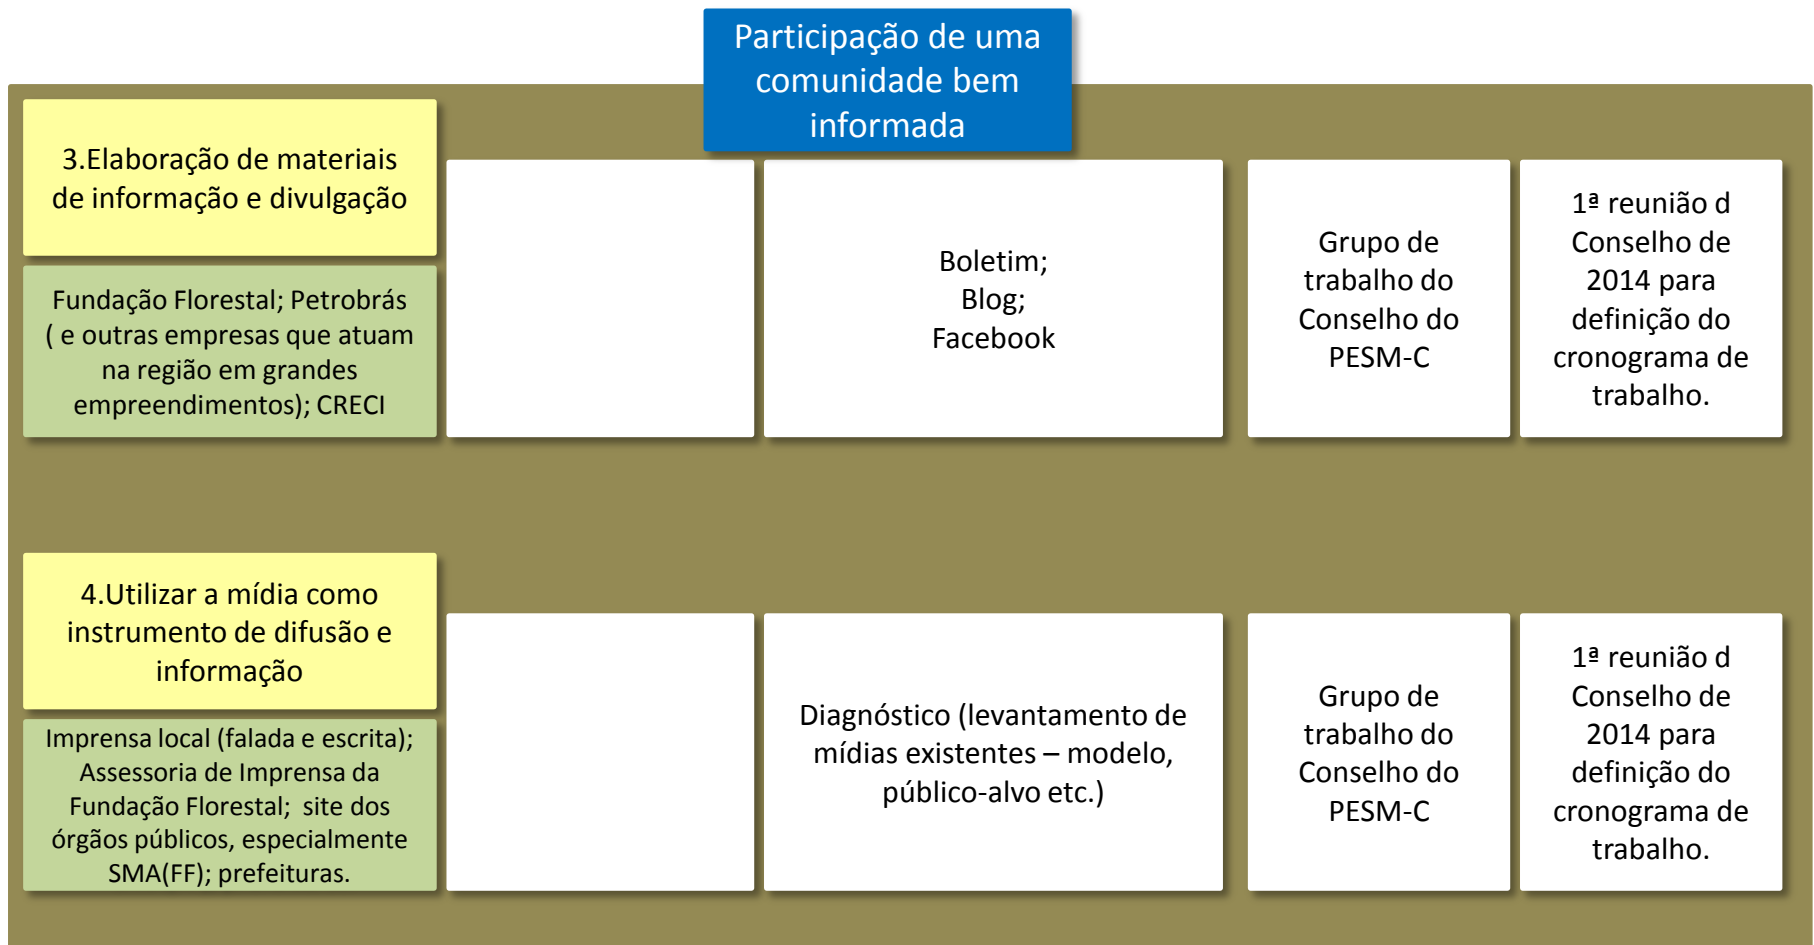 Participação de uma
comunidade bem
informada
3.Elaboração de materiais
de informação e divulgação
Fundação Florestal; Petrobrás
( e outras empresas que atuam
na região em grandes
empreendimentos); CRECI
Boletim;
Blog;
Facebook
Grupo de
trabalho do
Conselho do
PESM-C
1ª reunião d
Conselho de
2014 para
definição do
cronograma de
trabalho.
4.Utilizar a mídia como
instrumento de difusão e
informação
Imprensa local (falada e escrita);
Assessoria de Imprensa da
Fundação Florestal;  site dos
órgãos públicos, especialmente
SMA(FF); prefeituras.
Diagnóstico (levantamento de
mídias existentes – modelo,
público-alvo etc.)
Grupo de
trabalho do
Conselho do
PESM-C
1ª reunião d
Conselho de
2014 para
definição do
cronograma de
trabalho.